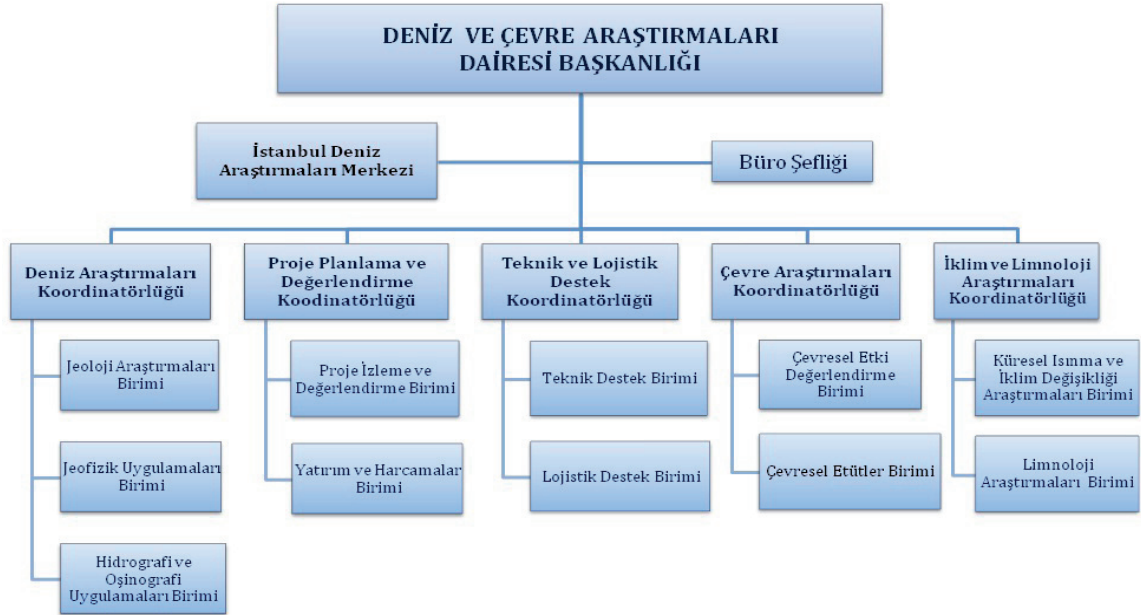 DENİZ VE ÇEVRE ARAŞTIRMALARI
DAİRESİ BAŞKANLIĞI
İstanbul Deniz
Araştırmaları Merkezi
Büro Şefliği
Deniz Araştırmaları
Koordinatörlüğü
Jeoloji Araştırmaları
Birimi
Jeofizik Uygulamaları
Birimi
Hidrografi ve
Oşinografi
Uygulamaları Birimi
Proje Planlama ve
Değerlendirme
Koodinatörlüğü
Proje İzleme ve
Değerlendirme Birimi
Yatırım ve Harcamalar
Birimi
Teknik ve Lojistik
Destek
Koordinatörlüğü
Teknik Destek Birimi
Lojistik Destek Birimi
Çevre Araştırmaları
Koordinatörlüğü
Çevresel Etki
Değerlendirme
Birimi
Çevresel Etütler Birimi
İklim ve Limnoloji
Araştırmaları
Koordinatörlüğü
Küresel Isınma ve
İklim Değişikliği
Araştırmaları Birimi
Limnoloji
Araştırmaları Birimi